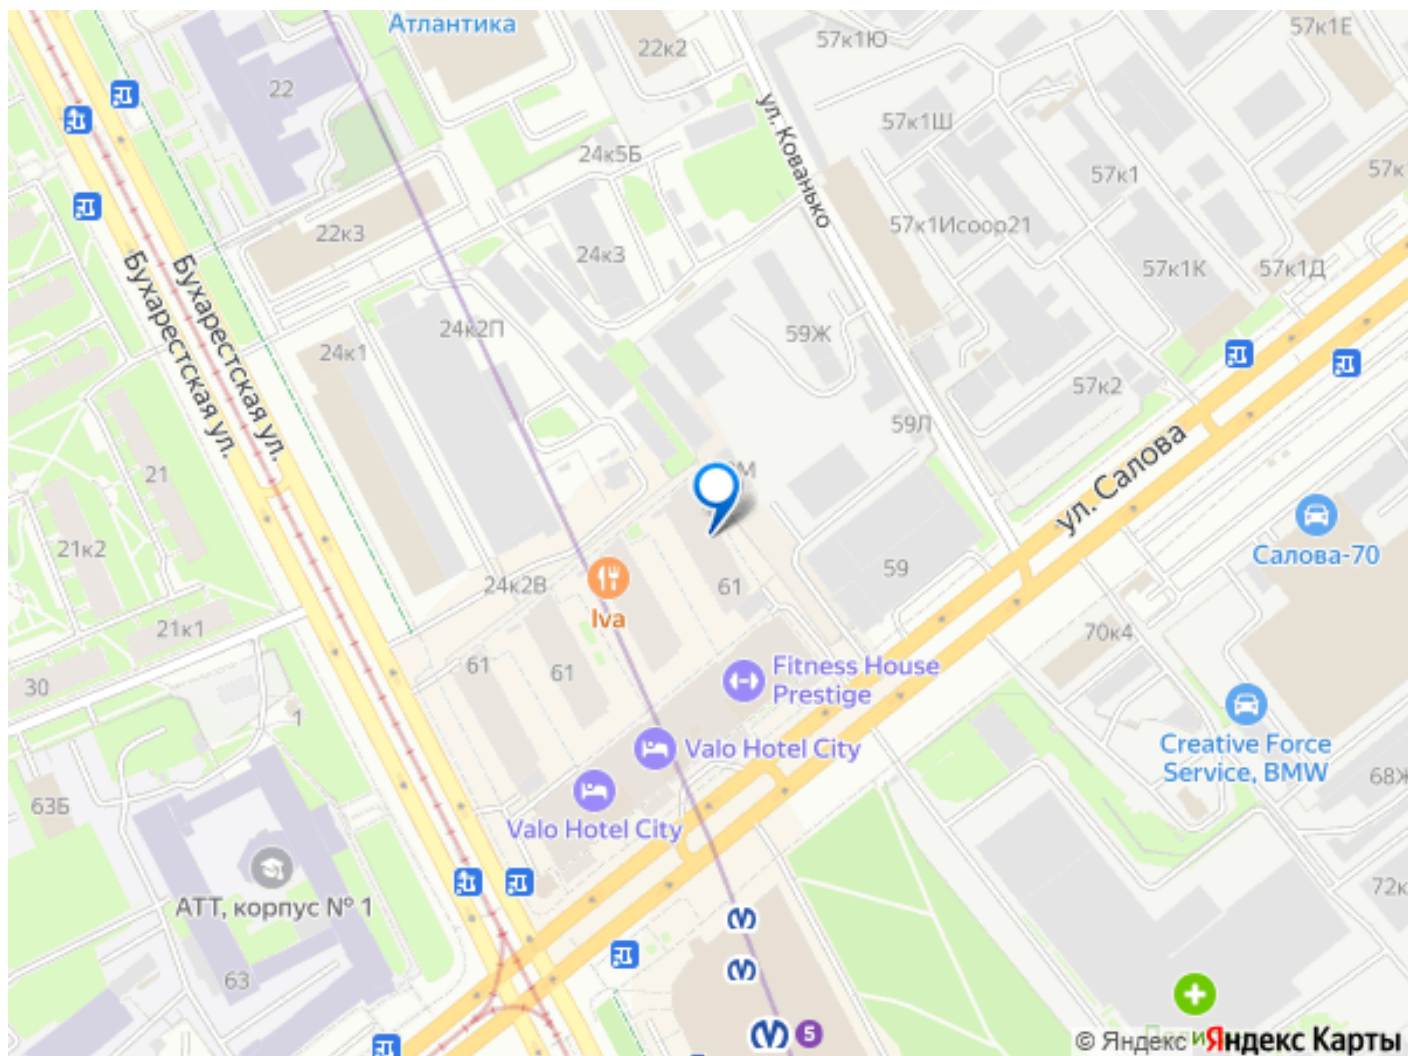 Атлантика
22к2
57к1Ю
57к1Е
22
ул. Кованько
57к1Ш
24к5Б
57к1
22к3
24к3
57к1Исоор21
57к1К
57к1Д
Бухарестская ул.
Бухарестская ул.
24к2П
24к1
59Ж
57к2
59Л
ул. Салова
21
21к2
Салова-70
24к2В
61
59
Iva
21к1
70к4
30
61
61
Fitness House
Prestige
1
Valo Hotel City
Creative Force
Service, BMW
68Ж
63Б
Valo Hotel City
АТТ, корпус № 1
72к
63
5
© Яндекс
Яндекс Карты